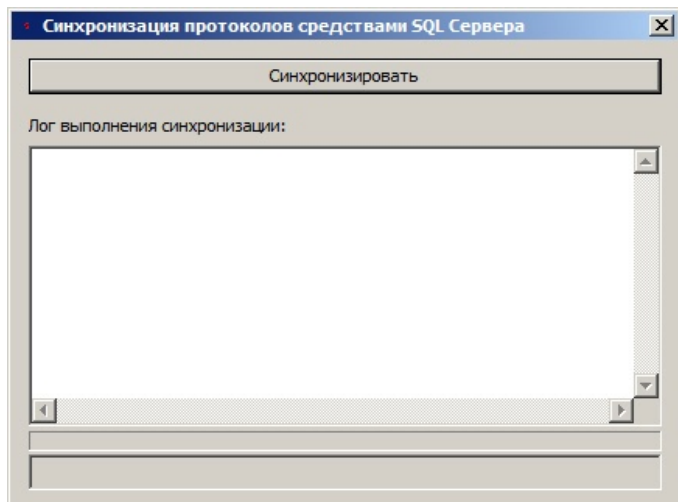 Синхронизация протоколов средствами SQL Сервера
Синхронизировать
Лог выполнения синхронизации: